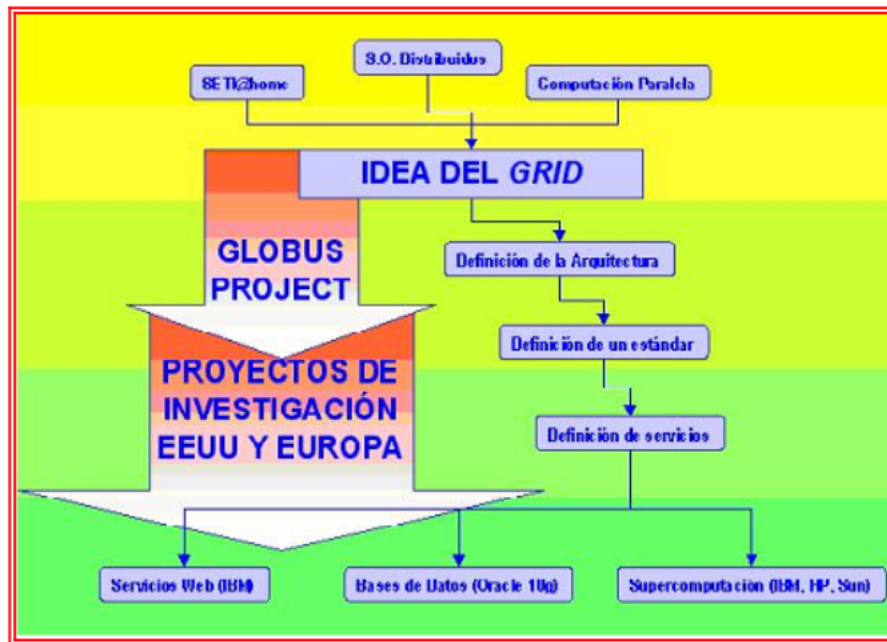 S.O. Distribuidos
SETI@home
Computación Paralela
IDEA DEL GRID
GLOBUS
PROJECT
Definición de la Arquitectura
Definición de un estándar
PROYECTOS DE
INVESTIGACIÓN
EEUU Y EUROPA
Definición de servicios
Servicios Web (IBM)
Bases de Datos (Oracle 10g)
Supercomputación (IBM, HP, Sun)